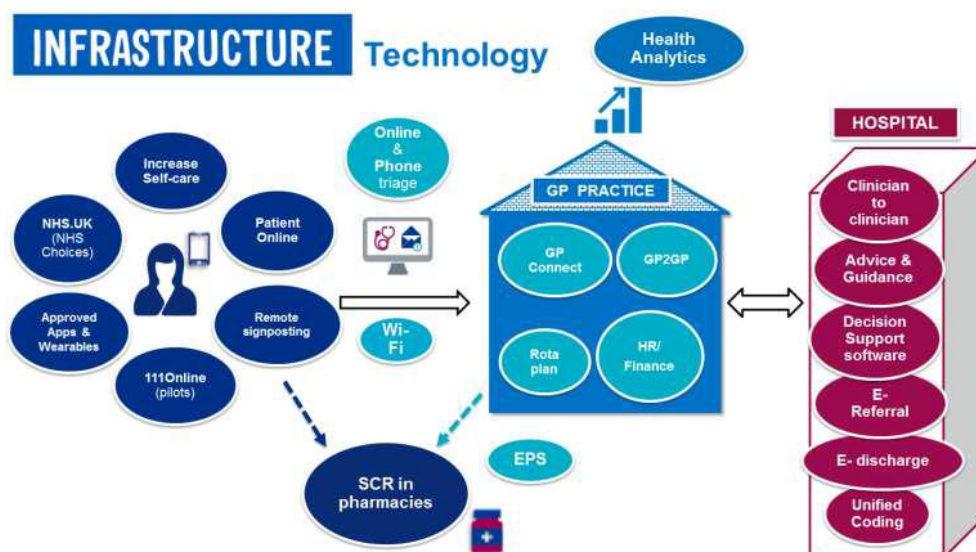 INFRASTRUCTURE Technology
Health
Analytics
Online
&
Phone
triage
HOSPITAL
Increase
Self-care
NHS.UK
(NHS
Choices)
Patient
Online
Approved
Apps &
Wearables
Remote
signposting
111Online
(pilots)
Wi-
Fi
GP PRACTICE
GP
Connect
GP2GP
Rota
plan
HR/
Finance
Clinician
to
clinician
Advice &
Guidance
Decision
Support
software
E-
Referral
E- discharge
Unified
Coding
EPS
SCR in
pharmacies